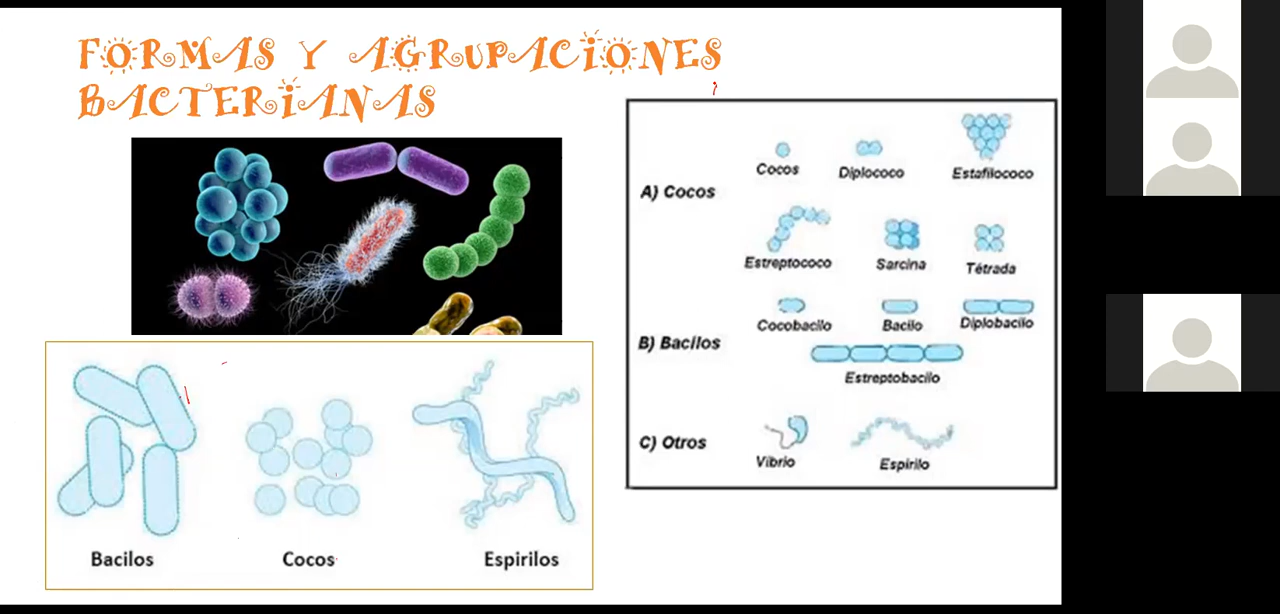 FORMAS Y AGRUPACIONES
BACTERIANAS
A) Cocos
Cocos
Diplococo
Estafilococo
Estreptococo
Sarcina
Tétrada
B) Bacilos
Cocobacilo
Bacilo
Diplobacilo
Estreptobacilo
C) Otros
Vibrio
Espirilo
Bacilos
Cocos
Espirilos